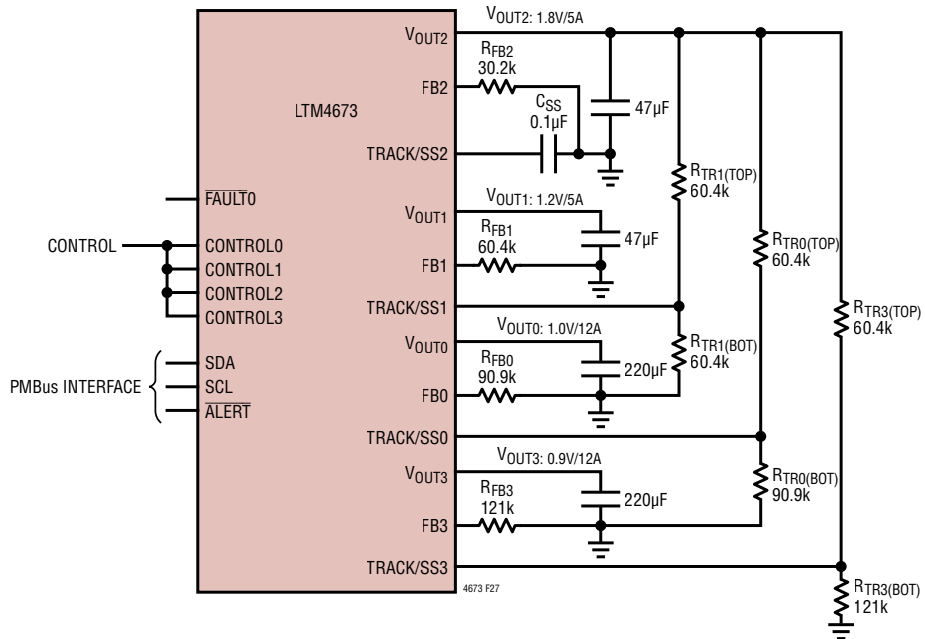 VOUT2: 1.8V/5A
VOUT2
RFB2
30.2k
FB2
LTM4673
CSS
0.1µF
47µF
TRACK/SS2
RTR1(TOP)
60.4k
FAULT0
VOUT1: 1.2V/5A
VOUT1
RFB1
60.4k
47µF
RTR0(TOP)
60.4k
CONTROL
CONTROL0
FB1
CONTROL1
CONTROL2
CONTROL3
TRACK/SS1
RTR3(TOP)
60.4k
VOUT0: 1.0V/12A
VOUT0
RTR1(BOT)
60.4k
SDA
RFB0
90.9k
220µF
PMBus INTERFACE
SCL
FB0
ALERT
TRACK/SS0
VOUT3: 0.9V/12A
VOUT3
RTR0(BOT)
90.9k
RFB3
121k
220µF
FB3
TRACK/SS3
4673 F27
RTR3(BOT)
121k